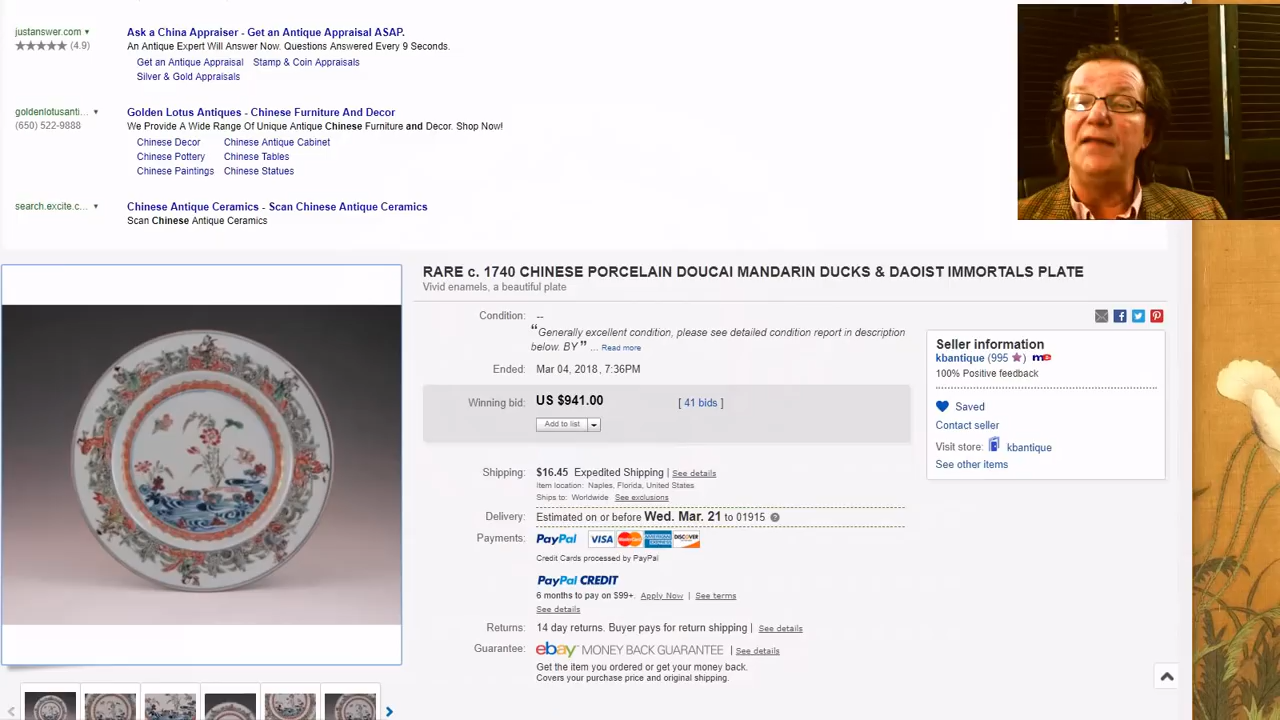 justanswer.com ▾
★★★★★ (4.9)
Ask a China Appraiser - Get an Antique Appraisal ASAP.
An Antique Expert Will Answer Now. Questions Answered Every 9 Seconds.
Get an Antique Appraisal Stamp & Coin Appraisals
Silver & Gold Appraisals
goldenlotusanti... ▾
(650) 522-9888
Golden Lotus Antiques - Chinese Furniture And Decor
We Provide A Wide Range Of Unique Antique Chinese Furniture and Decor. Shop Now!
Chinese Decor Chinese Antique Cabinet
Chinese Pottery Chinese Tables
Chinese Paintings Chinese Statues
search.excite.c... ▾
Chinese Antique Ceramics - Scan Chinese Antique Ceramics
Scan Chinese Antique Ceramics
RARE c. 1740 CHINESE PORCELAIN DOUCAI MANDARIN DUCKS & DAOIST IMMORTALS PLATE
Vivid enamels, a beautiful plate
Condition: --
“Generally excellent condition, please see detailed condition report in description
below. BY” ... Read more
Ended: Mar 04, 2018 , 7:36PM
Winning bid: US $941.00 [ 41 bids ]
Add to list
Shipping: $16.45 Expedited Shipping | See details
Item location: Naples, Florida, United States
Ships to: Worldwide See exclusions
Delivery: Estimated on or before Wed. Mar. 21 to 01915
Payments: PayPal VISA MasterCard AMERICAN EXPRESS DISCOVER
Credit Cards processed by PayPal
PayPal CREDIT
6 months to pay on $99+. Apply Now | See terms
See details
Returns: 14 day returns. Buyer pays for return shipping | See details
Guarantee: ebay MONEY BACK GUARANTEE | See details
Get the item you ordered or get your money back.
Covers your purchase price and original shipping.
Seller information
kbantique (995 ★ ) me
100% Positive feedback
Saved
Contact seller
Visit store: kbantique
See other items